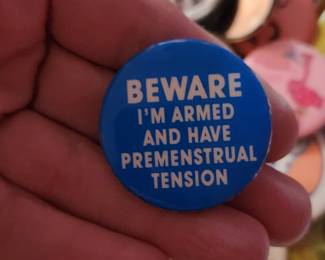 BEWARE
I'M ARMED
AND HAVE
PREMENSTRUAL
TENSION